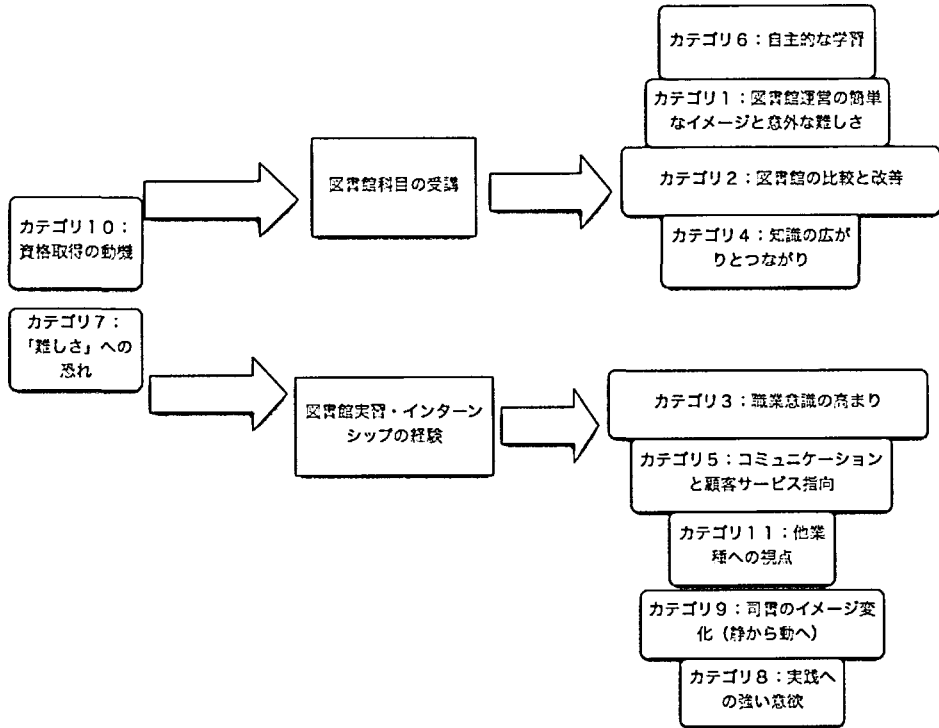 カテゴリ１０：
資格取得の動機
カテゴリ７：
「難しさ」への
恐れ
図書館科目の受講
図書館実習・インターン
シップの経験
カテゴリ６：自主的な学習
カテゴリ１：図書館運営の簡単
なイメージと意外な難しさ
カテゴリ２：図書館の比較と改善
カテゴリ４：知識の広が
りとつながり
カテゴリ３：職業意識の高まり
カテゴリ５：コミュニケーション
と顧客サービス指向
カテゴリ１１：他業
種への視点
カテゴリ９：司書のイメージ変
化（静から動へ）
カテゴリ８：実践へ
の強い意欲